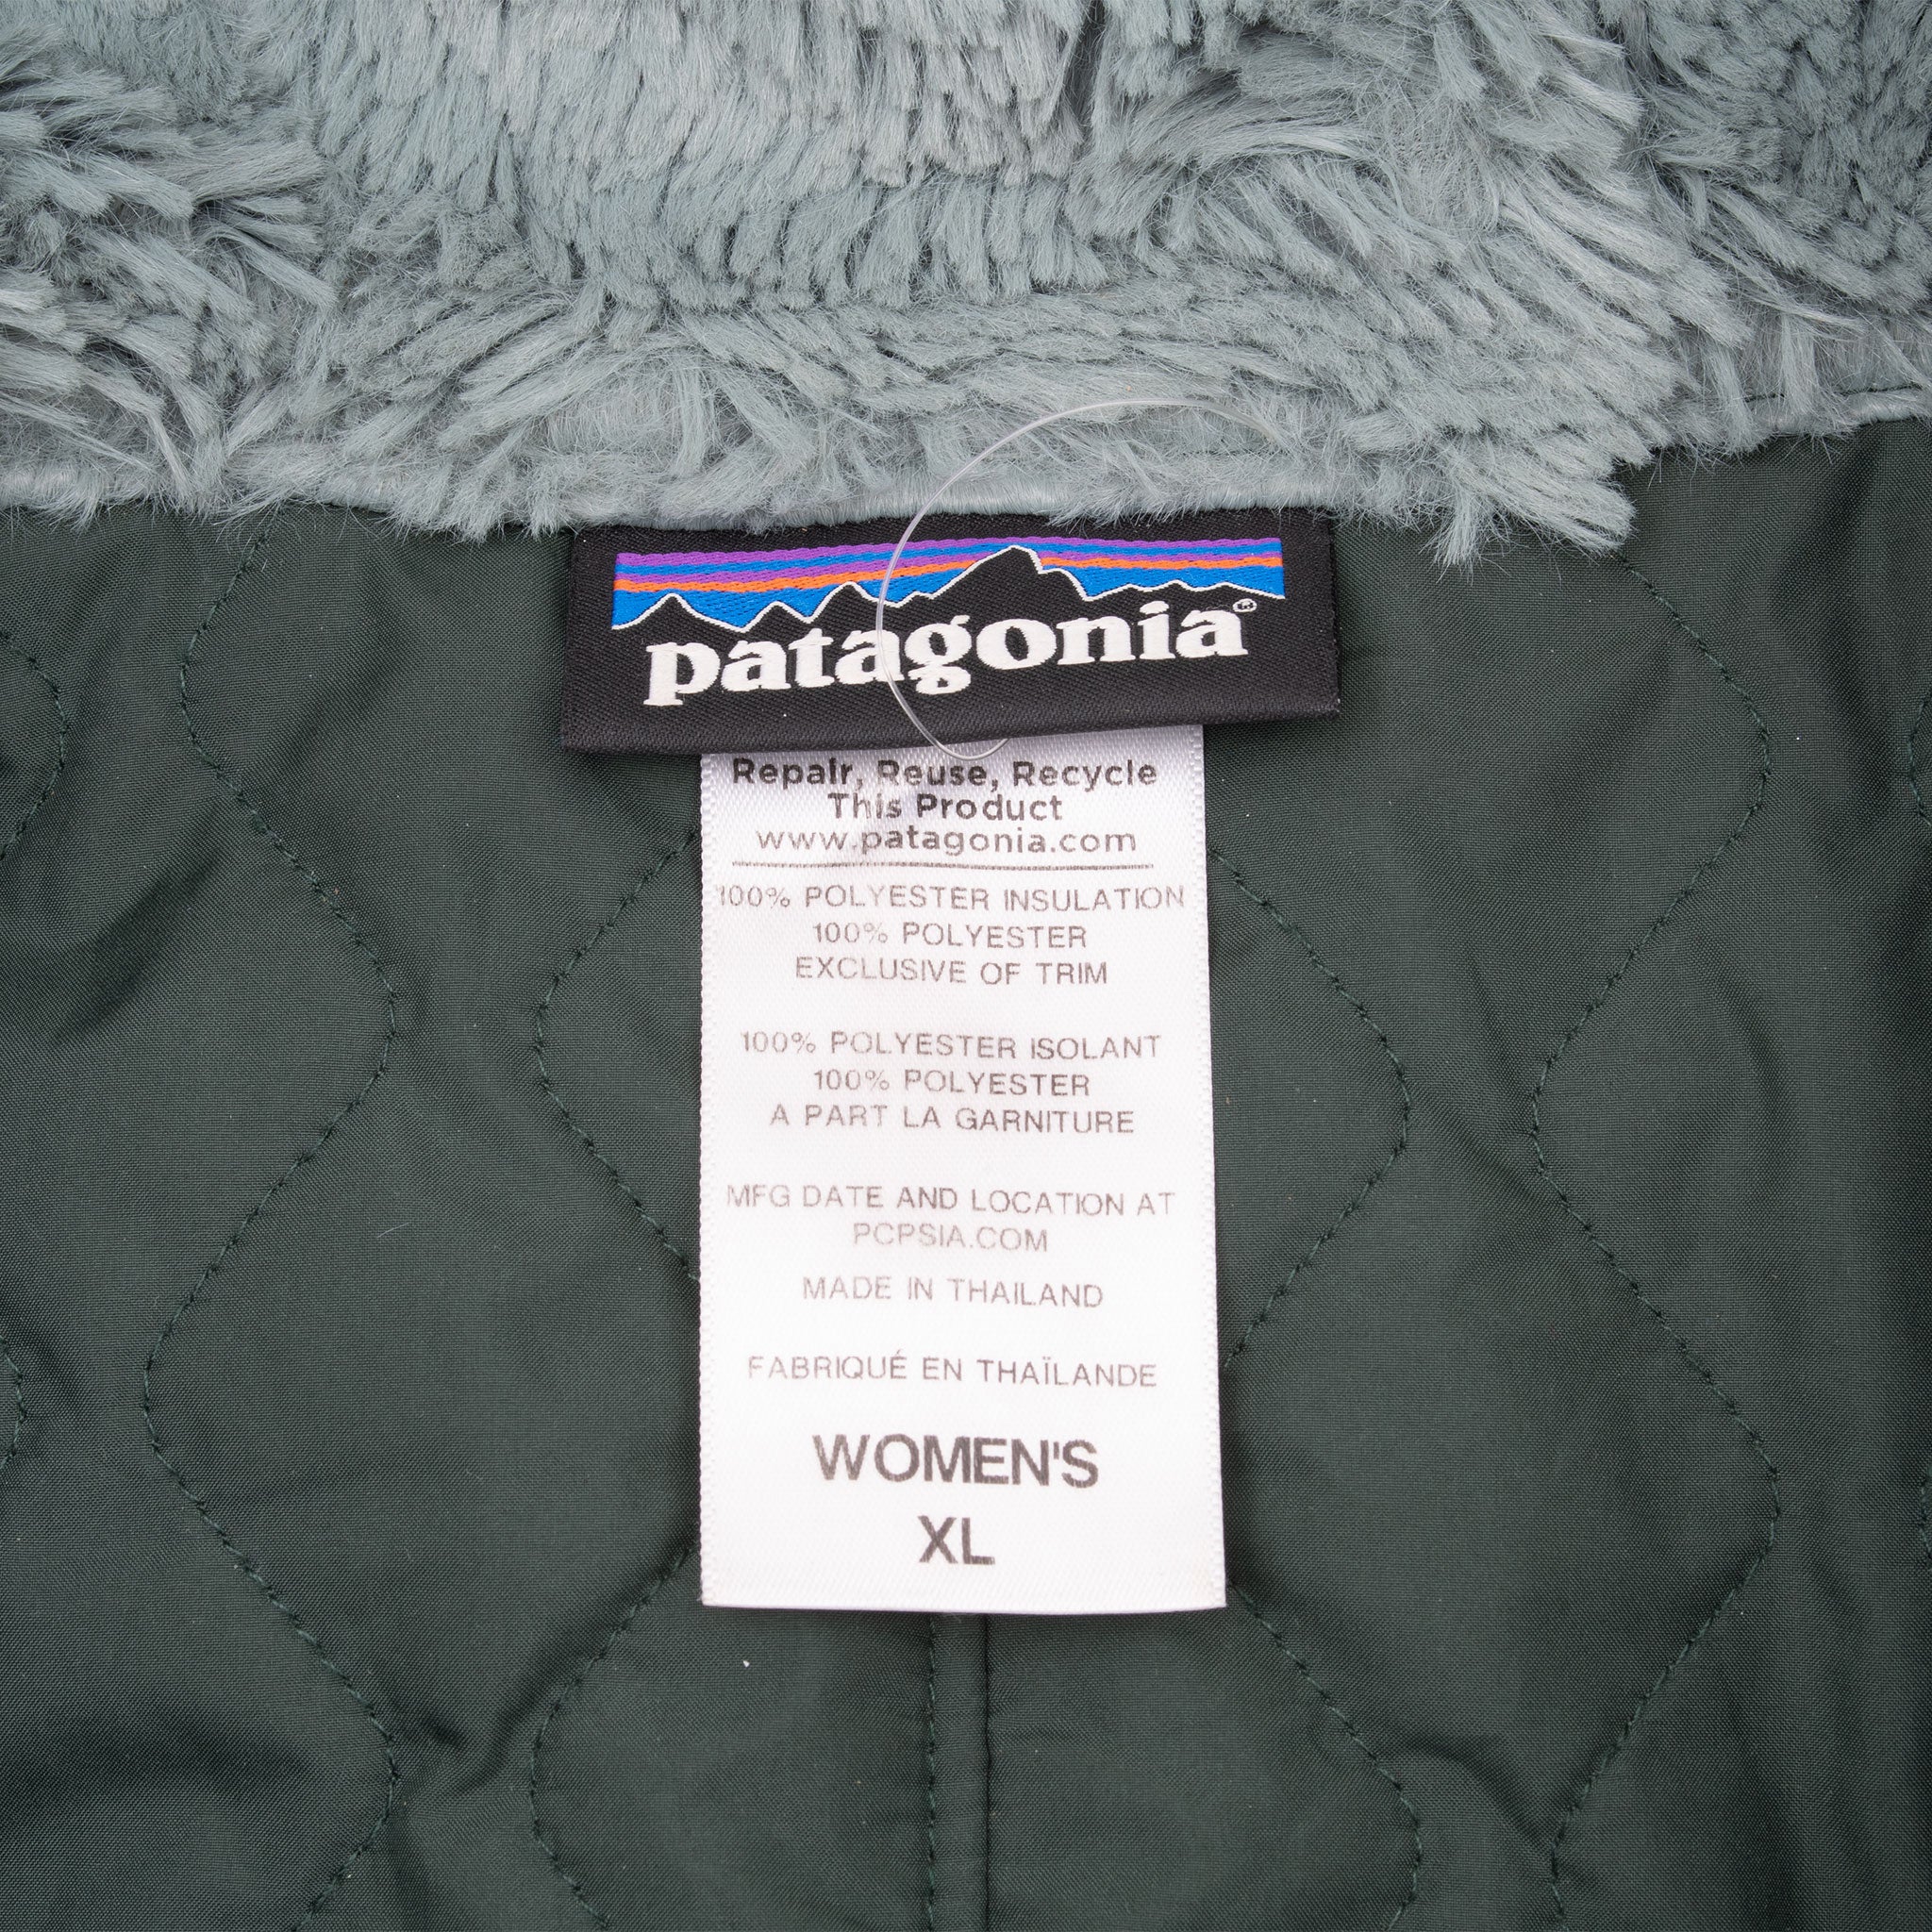 patagonia®
Repair, Reuse, Recycle
This Product
www.patagonia.com
100% POLYESTER INSULATION
100% POLYESTER
EXCLUSIVE OF TRIM
100% POLYESTER ISOLANT
100% POLYESTER
A PART LA GARNITURE
MFG DATE AND LOCATION AT
PCPSIA.COM
MADE IN THAILAND
FABRIQUÉ EN THAÏLANDE
WOMEN'S
XL